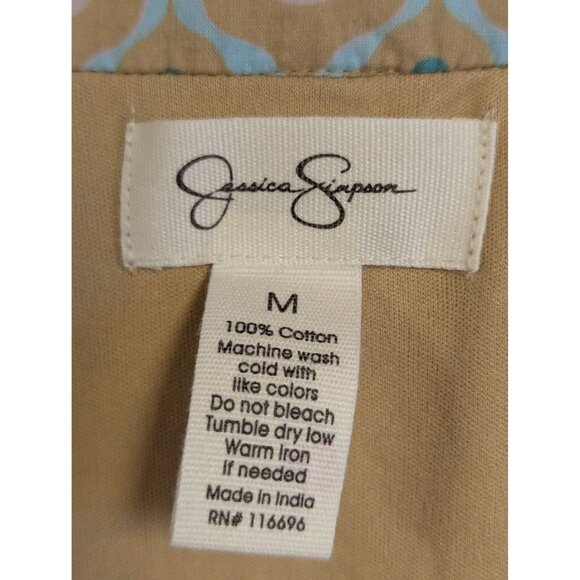 Jessica Simpson
M
100% Cotton
Machine wash
cold with
like colors
Do not bleach
Tumble dry low
Warm iron
if needed
Made in India
RN# 116696